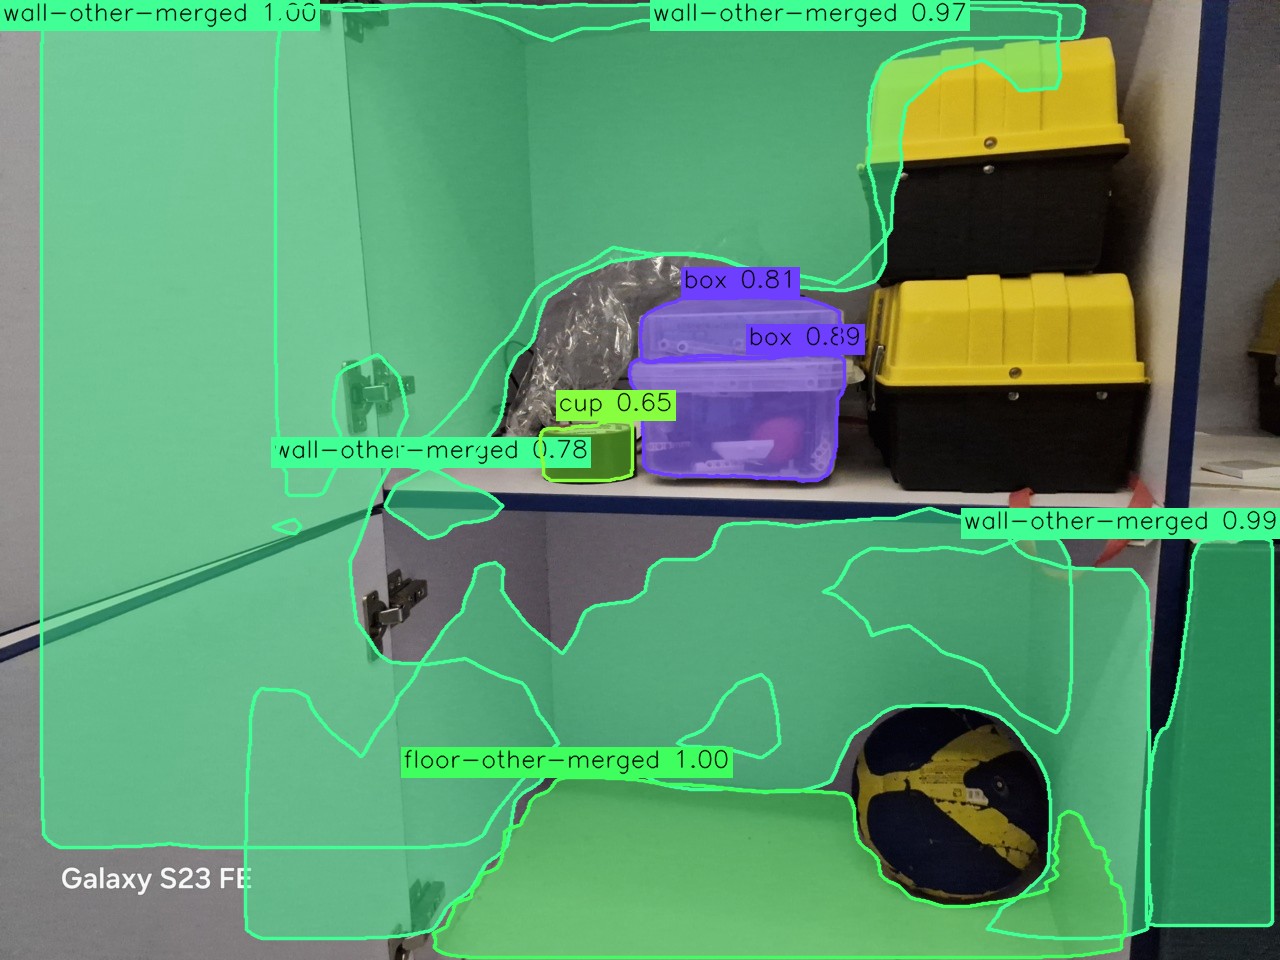 wall-other-merged 1.00
wall-other-merged 0.97
box 0.81
box 0.89
cup 0.65
wall-other-merged 0.78
wall-other-merged 0.99
floor-other-merged 1.00
Galaxy S23 FE